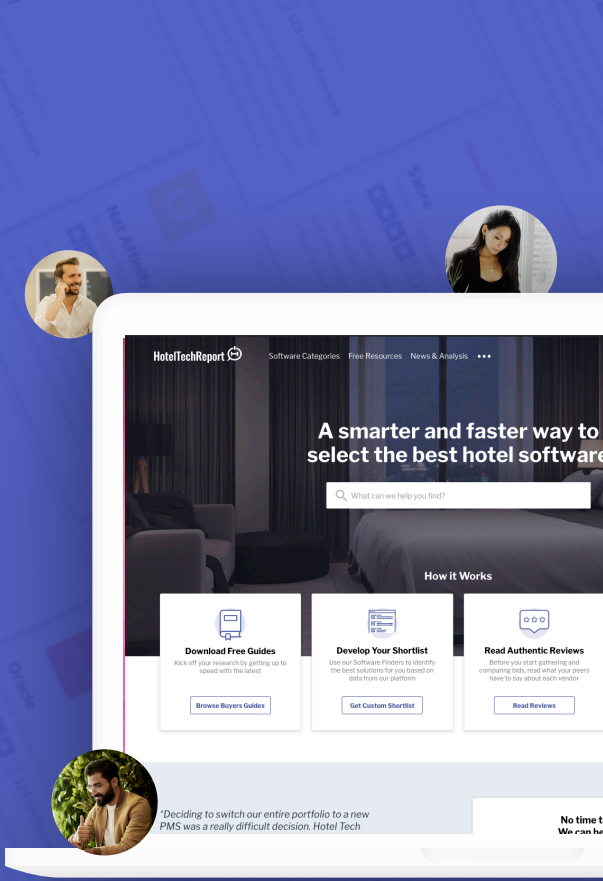 Sabre
Net Affinity
HotelTechReport
Software Categories Free Resources News & Analysis •••
A smarter and faster way to
select the best hotel software
What can we help you find?
How it Works
Download Free Guides
Kick off your research by getting up to
speed with the latest
Browse Buyers Guides
Develop Your Shortlist
Use our Software Finders to identify
the best solutions for you based on
data from our platform
Get Custom Shortlist
Read Authentic Reviews
Before you start gathering and
comparing bids, read what your peers
have to say about each vendor
Read Reviews
Oracle
"Deciding to switch our entire portfolio to a new
PMS was a really difficult decision. Hotel Tech
No time t
We can he